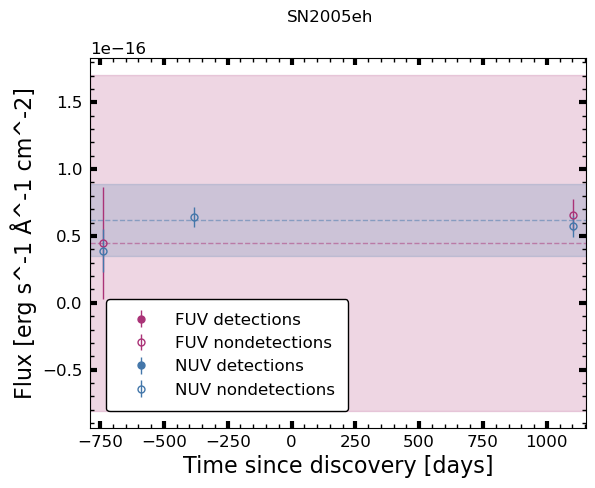 SN2005eh
1e−16
Flux [erg s^-1 Å^-1 cm^-2]
1.5
1.0
0.5
0.0
−0.5
FUV detections
FUV nondetections
NUV detections
NUV nondetections
−750 −500 −250 0 250 500 750 1000
Time since discovery [days]